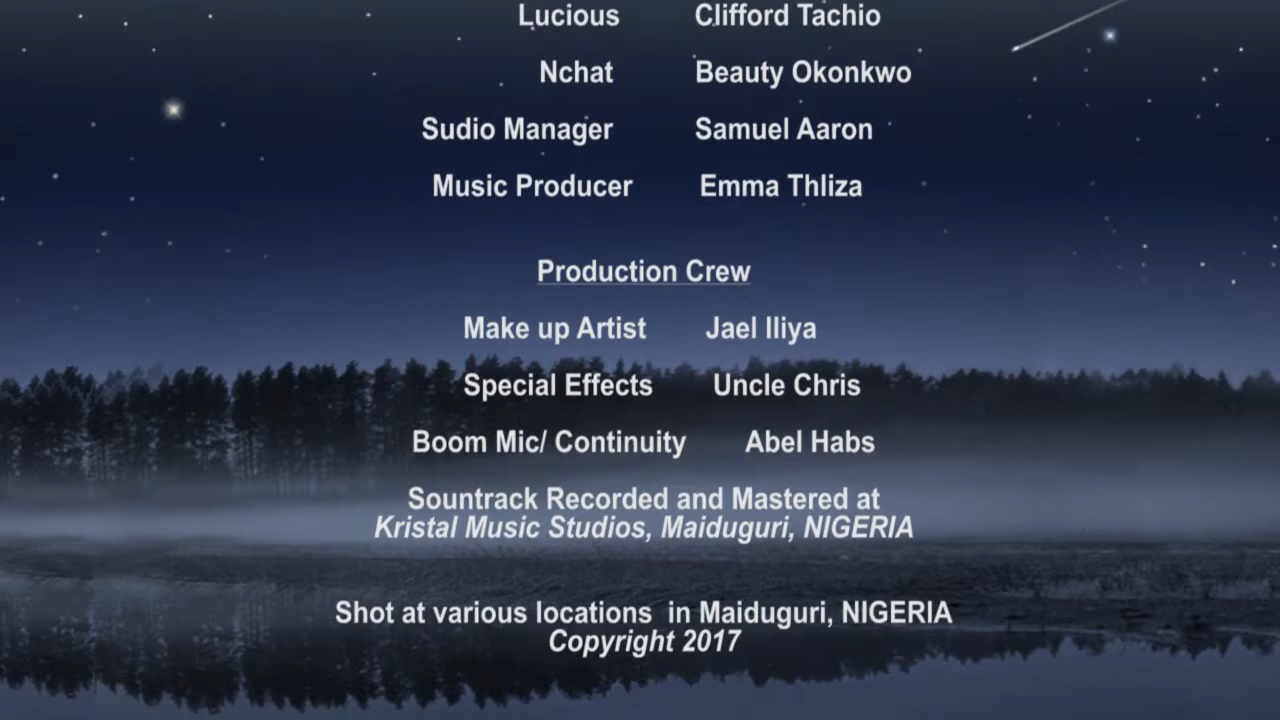 Lucious Clifford Tachio
Nchat Beauty Okonkwo
Sudio Manager Samuel Aaron
Music Producer Emma Thliza
Production Crew
Make up Artist Jael Iliya
Special Effects Uncle Chris
Boom Mic/ Continuity Abel Habs
Sountrack Recorded and Mastered at
Kristal Music Studios, Maiduguri, NIGERIA
Shot at various locations in Maiduguri, NIGERIA
Copyright 2017